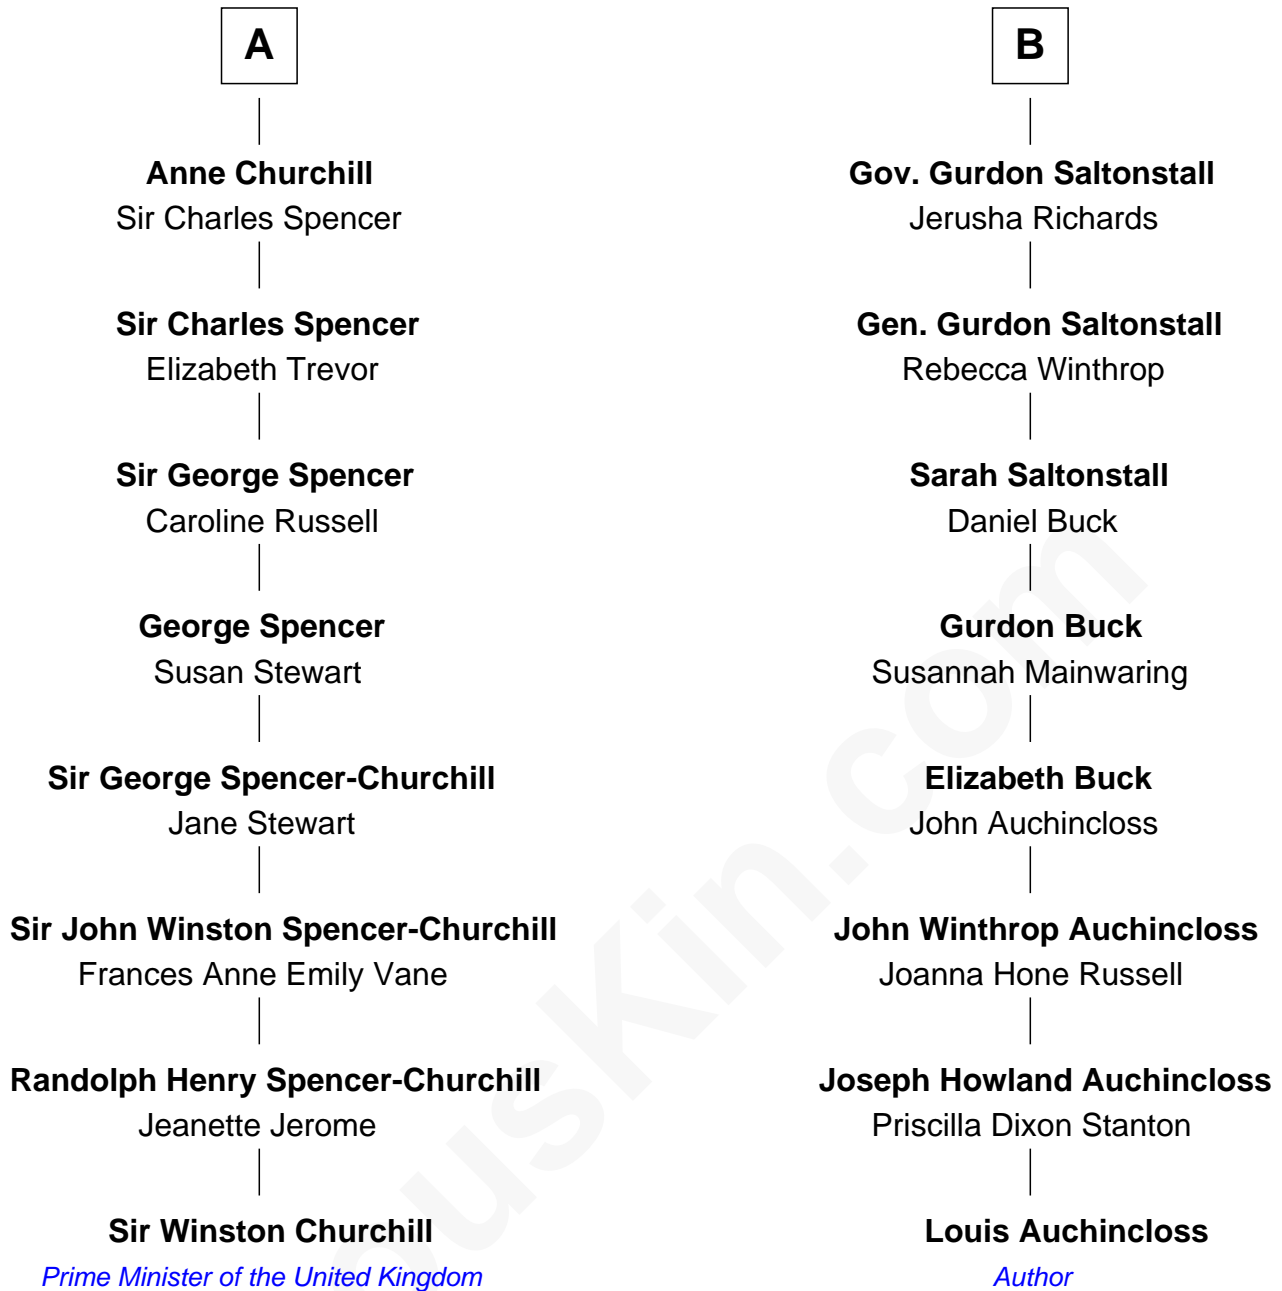 A
Anne Churchill
Sir Charles Spencer
Sir Charles Spencer
Elizabeth Trevor
Sir George Spencer
Caroline Russell
George Spencer
Susan Stewart
Sir George Spencer-Churchill
Jane Stewart
Sir John Winston Spencer-Churchill
Frances Anne Emily Vane
Randolph Henry Spencer-Churchill
Jeanette Jerome
Sir Winston Churchill
Prime Minister of the United Kingdom
B
Gov. Gurdon Saltonstall
Jerusha Richards
Gen. Gurdon Saltonstall
Rebecca Winthrop
Sarah Saltonstall
Daniel Buck
Gurdon Buck
Susannah Mainwaring
Elizabeth Buck
John Auchincloss
John Winthrop Auchincloss
Joanna Hone Russell
Joseph Howland Auchincloss
Priscilla Dixon Stanton
Louis Auchincloss
Author
ousKin.com